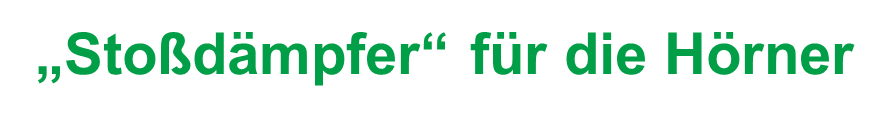 „Stoßdämpfer“ für die Hörner